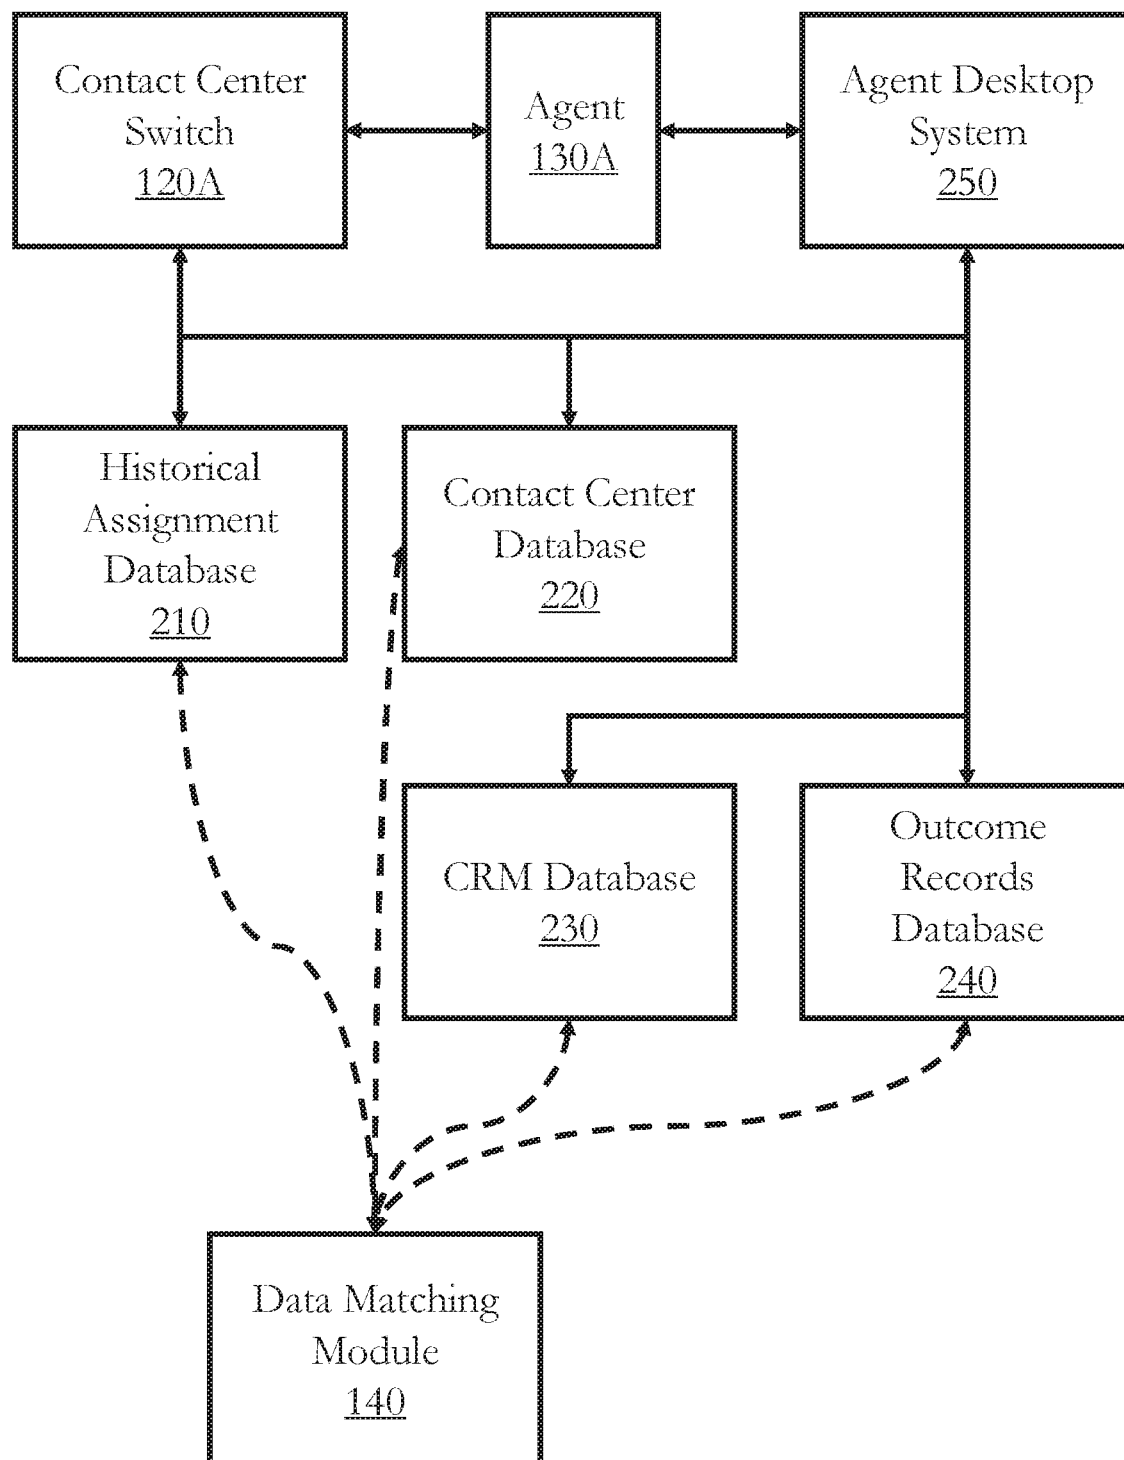 Contact Center
Switch
120A
Agent
130A
Agent Desktop
System
250
Historical
Assignment
Database
210
Contact Center
Database
220
CRM Database
230
Outcome
Records
Database
240
Data Matching
Module
140